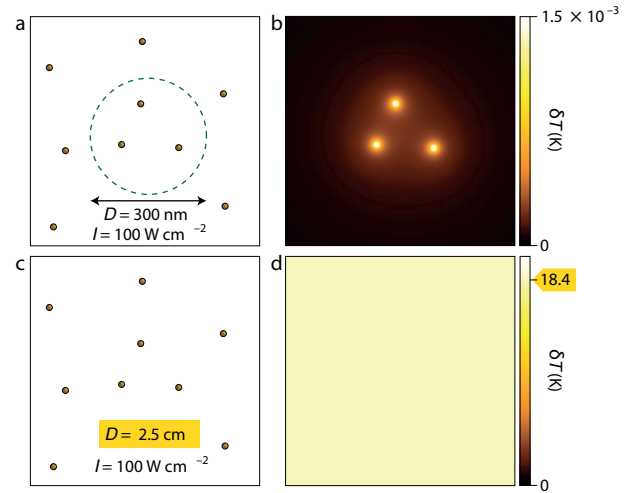 a
D = 300 nm
I = 100 W cm⁻²
b
1.5 × 10⁻³
δT (K)
0
c
D = 2.5 cm
I = 100 W cm⁻²
d
18.4
δT (K)
0